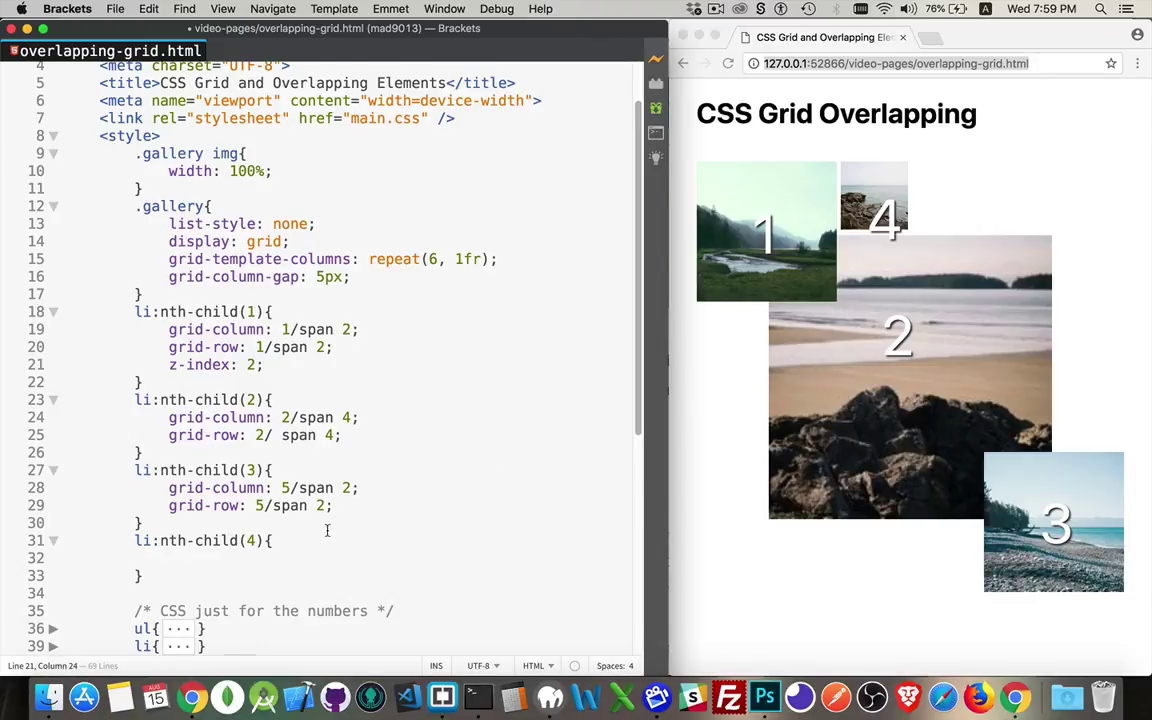 Brackets File Edit Find View Navigate Template Emmet Window Debug Help
76% Wed 7:59 PM
video-pages/overlapping-grid.html (mad9013) — Brackets
overlapping-grid.html
4 <meta charset="UTF-8">
5 <title>CSS Grid and Overlapping Elements</title>
6 <meta name="viewport" content="width=device-width">
7 <link rel="stylesheet" href="main.css" />
8 <style>
9 .gallery img{
10 width: 100%;
11 }
12 .gallery{
13 list-style: none;
14 display: grid;
15 grid-template-columns: repeat(6, 1fr);
16 grid-column-gap: 5px;
17 }
18 li:nth-child(1){
19 grid-column: 1/span 2;
20 grid-row: 1/span 2;
21 z-index: 2;
22 }
23 li:nth-child(2){
24 grid-column: 2/span 4;
25 grid-row: 2/ span 4;
26 }
27 li:nth-child(3){
28 grid-column: 5/span 2;
29 grid-row: 5/span 2;
30 }
31 li:nth-child(4){
32
33 }
34
35 /* CSS just for the numbers */
36 ul{ ··· }
39 li{ ··· }
Line 21, Column 24 — 69 Lines
INS UTF-8 HTML Spaces: 4
CSS Grid and Overlapping Ele
127.0.0.1:52866/video-pages/overlapping-grid.html
CSS Grid Overlapping
1
4
2
3
AUG
15